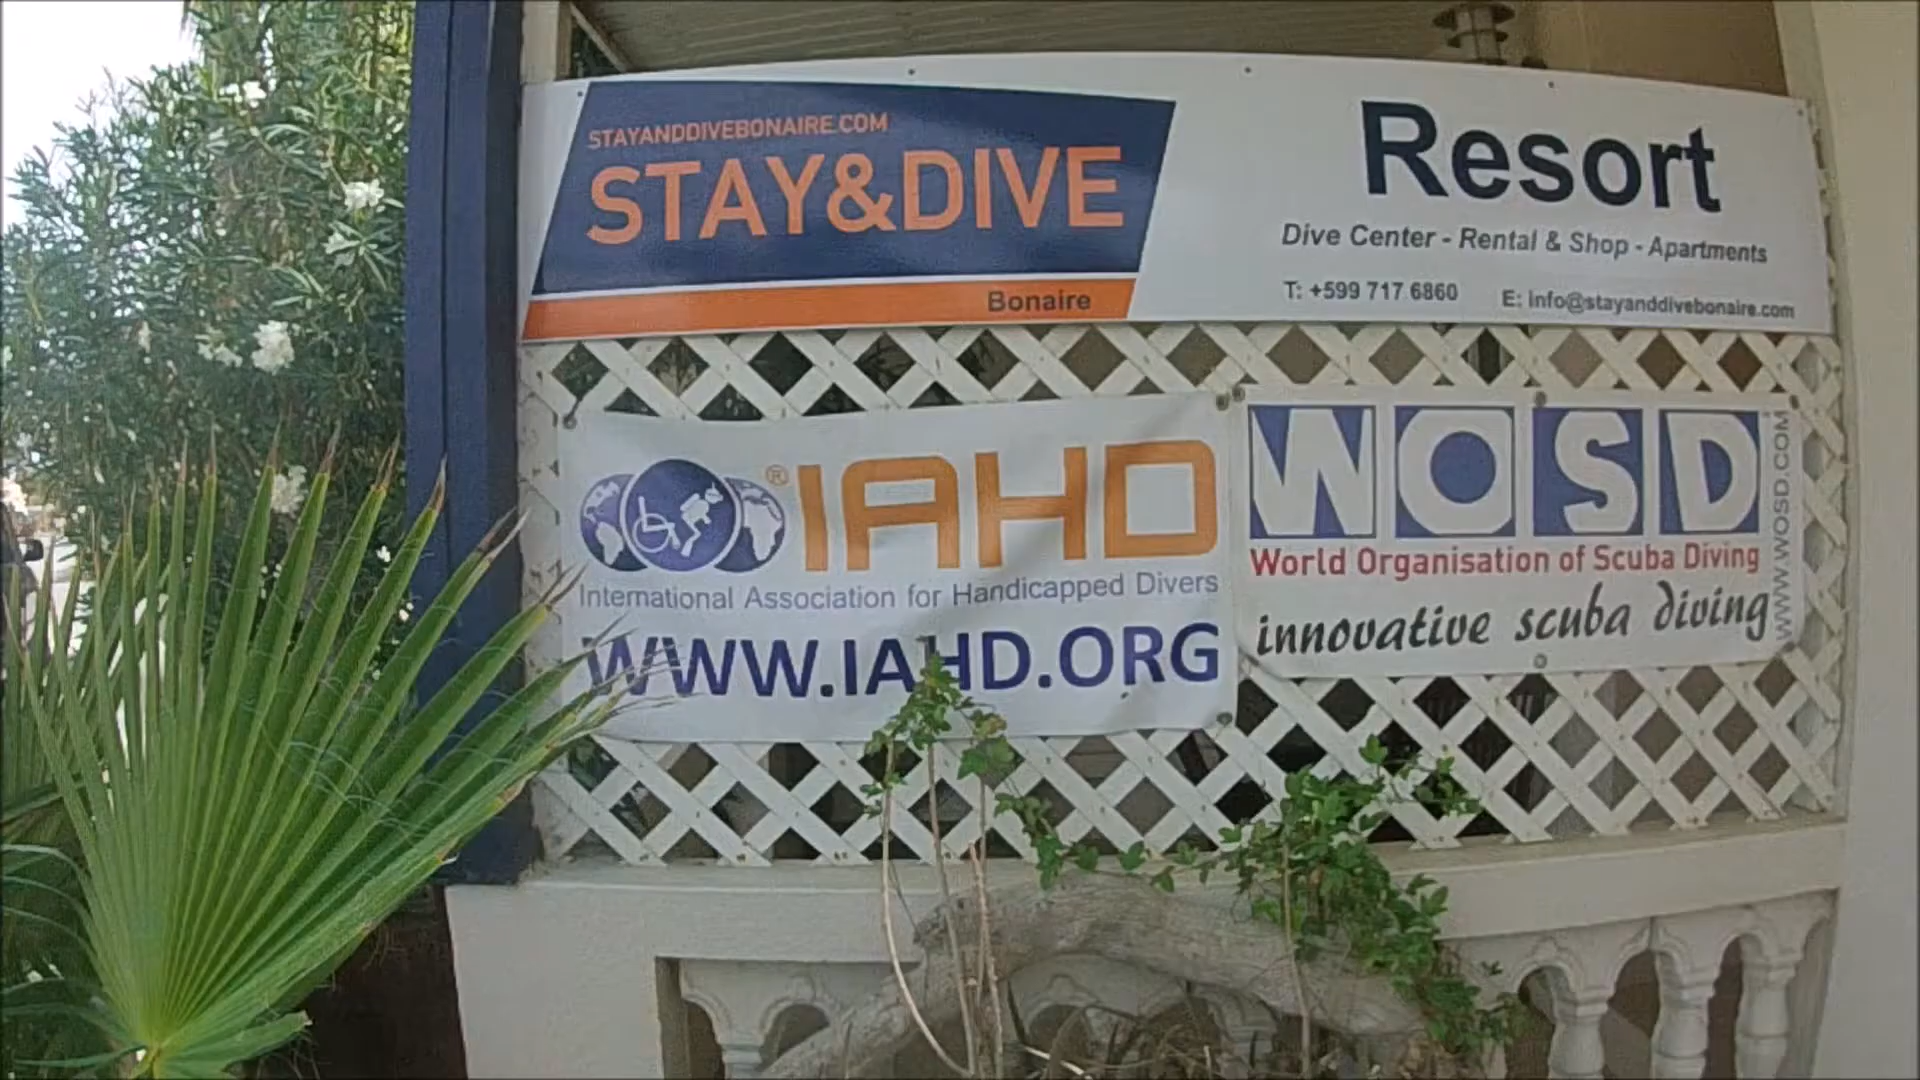 STAYANDDIVEBONAIRE.COM
STAY&DIVE
Bonaire
Resort
Dive Center - Rental & Shop - Apartments
T: +599 717 6860 E: info@stayanddivebonaire.com
® IAHD
International Association for Handicapped Divers
WWW.IAHD.ORG
WOSD
World Organisation of Scuba Diving
innovative scuba diving
WWW.WOSD.COM